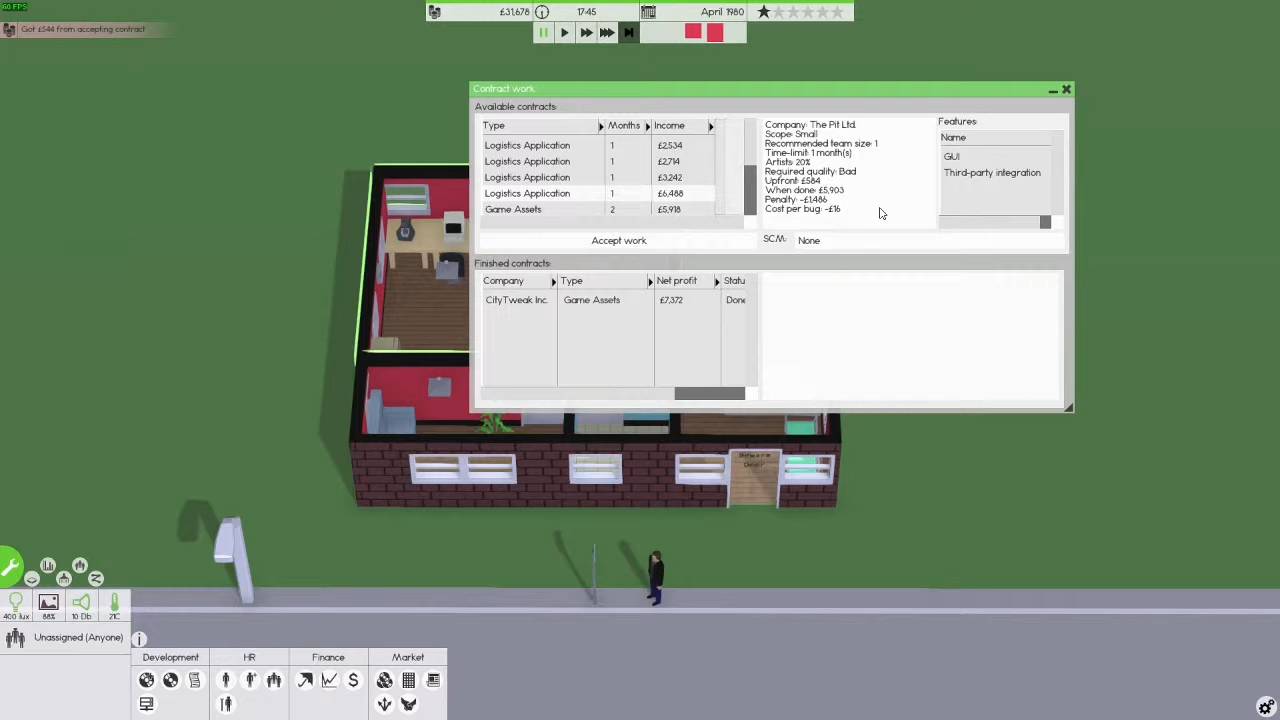 60 FPS
£31,678 17:45 April 1980
Got £544 from accepting contract
Contract work
Available contracts:
Type Months Income
Logistics Application 1 £2,534
Logistics Application 1 £2,714
Logistics Application 1 £3,242
Logistics Application 1 £6,488
Game Assets 2 £5,918
Company: The Pit Ltd.
Scope: Small
Recommended team size: 1
Time-limit: 1 month(s)
Artists: 20%
Required quality: Bad
Upfront: £584
When done: £5,903
Penalty: -£1,486
Cost per bug: -£16
Features:
Name
GUI
Third-party integration
Accept work
SCM: None
Finished contracts:
Company Type Net profit Statu
CityTweak Inc. Game Assets £7,372 Done
400 lux 88% 10 Db 21C
Unassigned (Anyone)
Development HR Finance Market